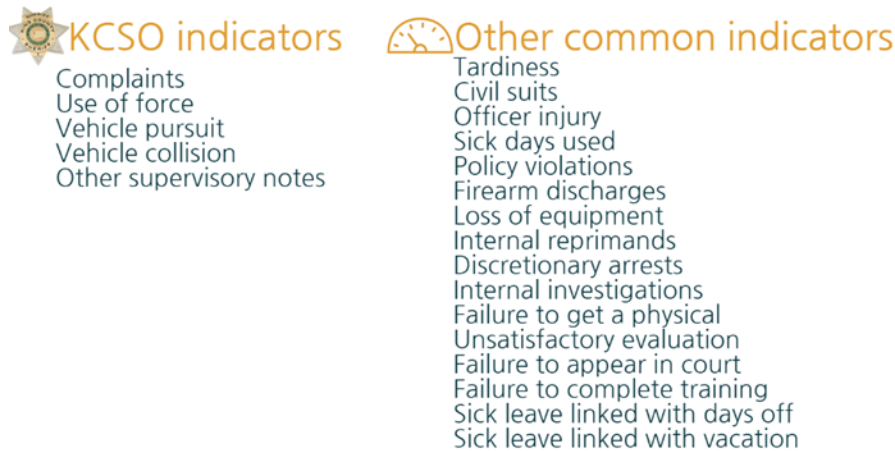 KCSO indicators
Complaints
Use of force
Vehicle pursuit
Vehicle collision
Other supervisory notes
Other common indicators
Tardiness
Civil suits
Officer injury
Sick days used
Policy violations
Firearm discharges
Loss of equipment
Internal reprimands
Discretionary arrests
Internal investigations
Failure to get a physical
Unsatisfactory evaluation
Failure to appear in court
Failure to complete training
Sick leave linked with days off
Sick leave linked with vacation